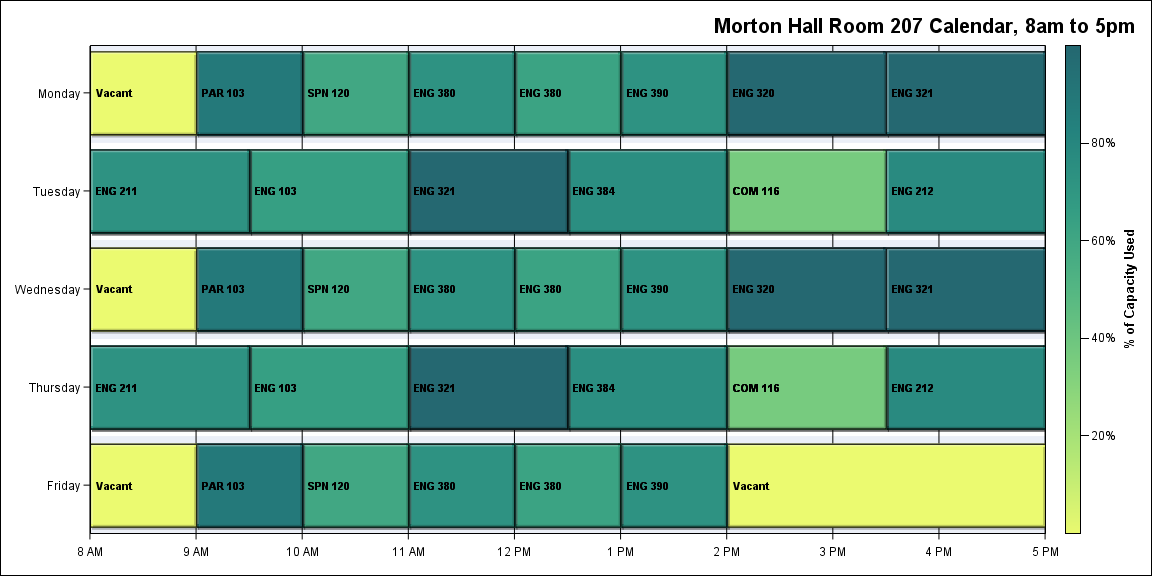 Morton Hall Room 207 Calendar, 8am to 5pm
Monday
Vacant
PAR 103
SPN 120
ENG 380
ENG 380
ENG 390
ENG 320
ENG 321
Tuesday
ENG 211
ENG 103
ENG 321
ENG 384
COM 116
ENG 212
Wednesday
Vacant
PAR 103
SPN 120
ENG 380
ENG 380
ENG 390
ENG 320
ENG 321
Thursday
ENG 211
ENG 103
ENG 321
ENG 384
COM 116
ENG 212
Friday
Vacant
PAR 103
SPN 120
ENG 380
ENG 380
ENG 390
Vacant
8 AM
9 AM
10 AM
11 AM
12 PM
1 PM
2 PM
3 PM
4 PM
5 PM
80%
60%
40%
20%
% of Capacity Used